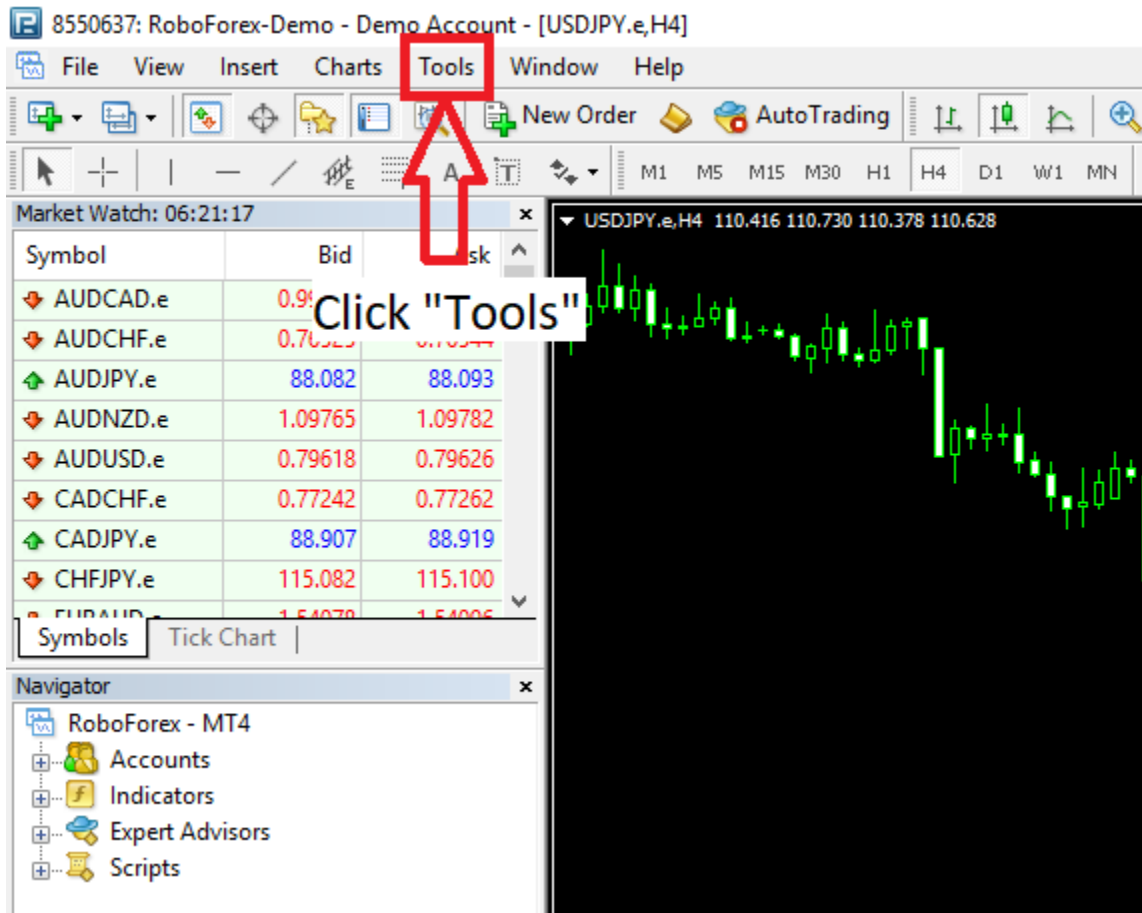 8550637: RoboForex-Demo - Demo Account - [USDJPY.e,H4]
File View Insert Charts Tools Window Help
New Order AutoTrading
A T M1 M5 M15 M30 H1 H4 D1 W1 MN
Market Watch: 06:21:17
USDJPY.e,H4 110.416 110.730 110.378 110.628
Symbol Bid
AUDCAD.e
Click "Tools"
AUDCHF.e
AUDJPY.e 88.082 88.093
AUDNZD.e 1.09765 1.09782
AUDUSD.e 0.79618 0.79626
CADCHF.e 0.77242 0.77262
CADJPY.e 88.907 88.919
CHFJPY.e 115.082 115.100
Symbols Tick Chart
Navigator
RoboForex - MT4
Accounts
Indicators
Expert Advisors
Scripts